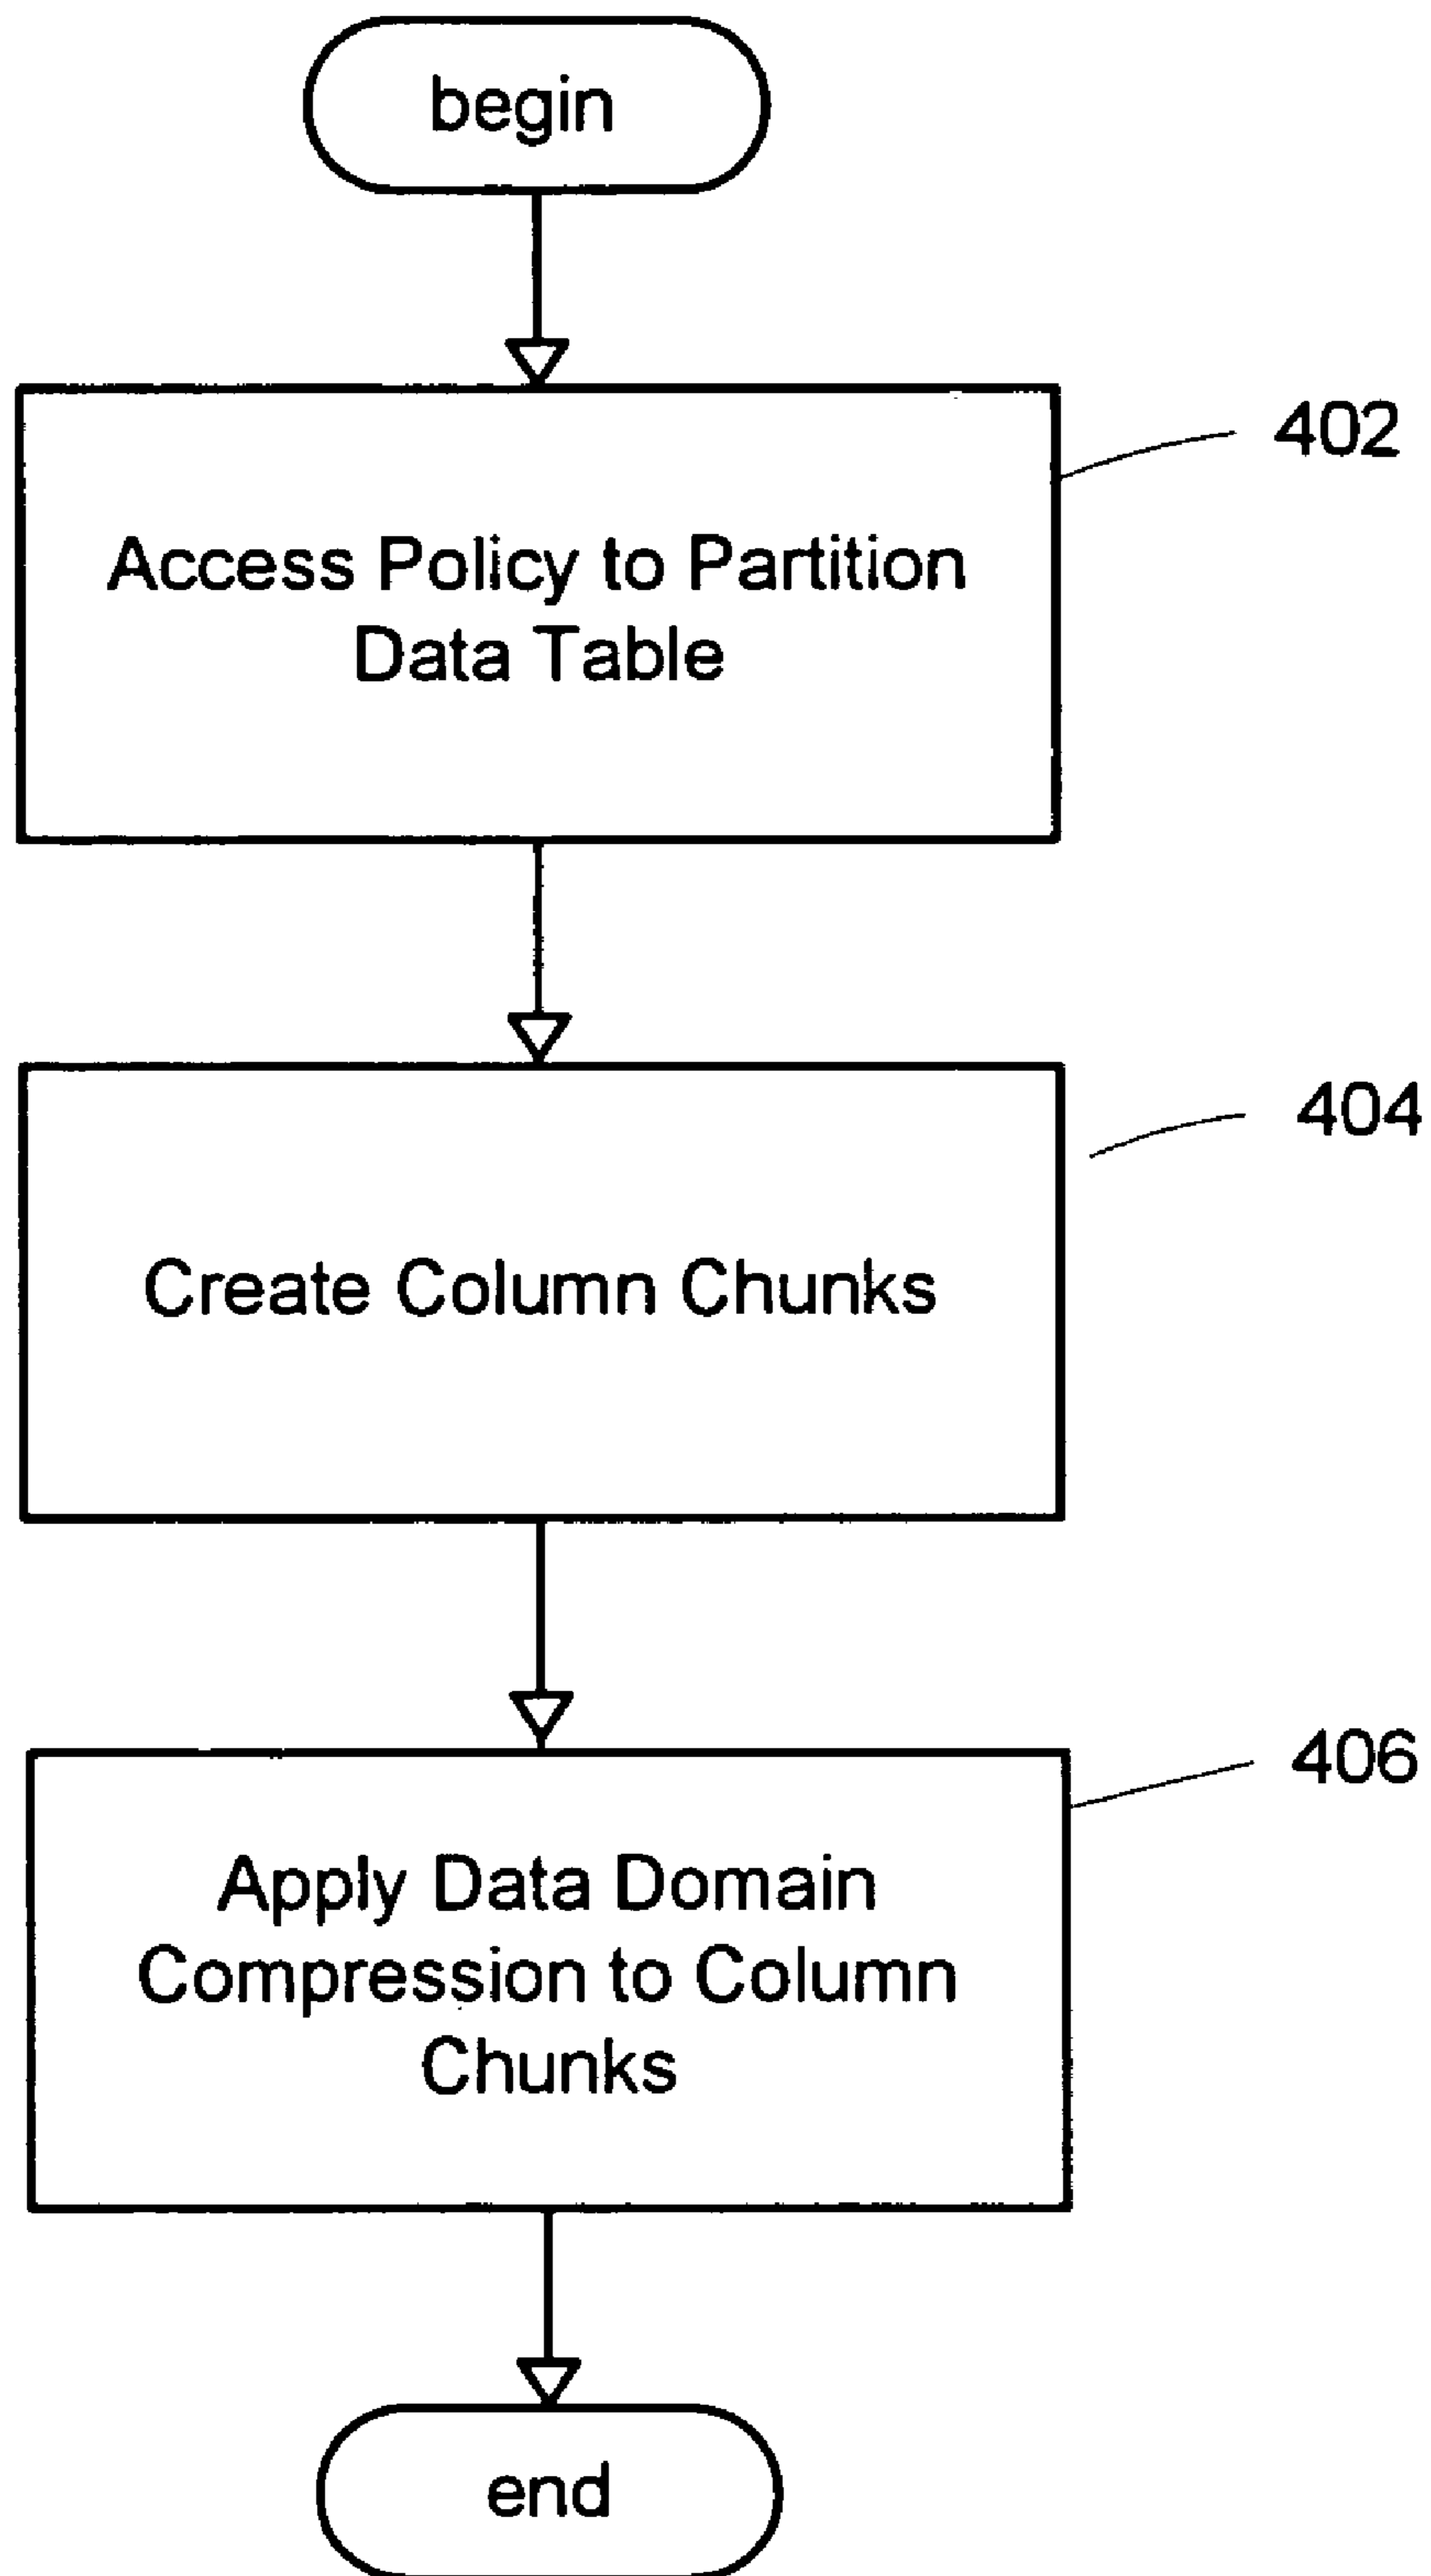 begin
402
Access Policy to Partition
Data Table
404
Create Column Chunks
406
Apply Data Domain
Compression to Column
Chunks
end